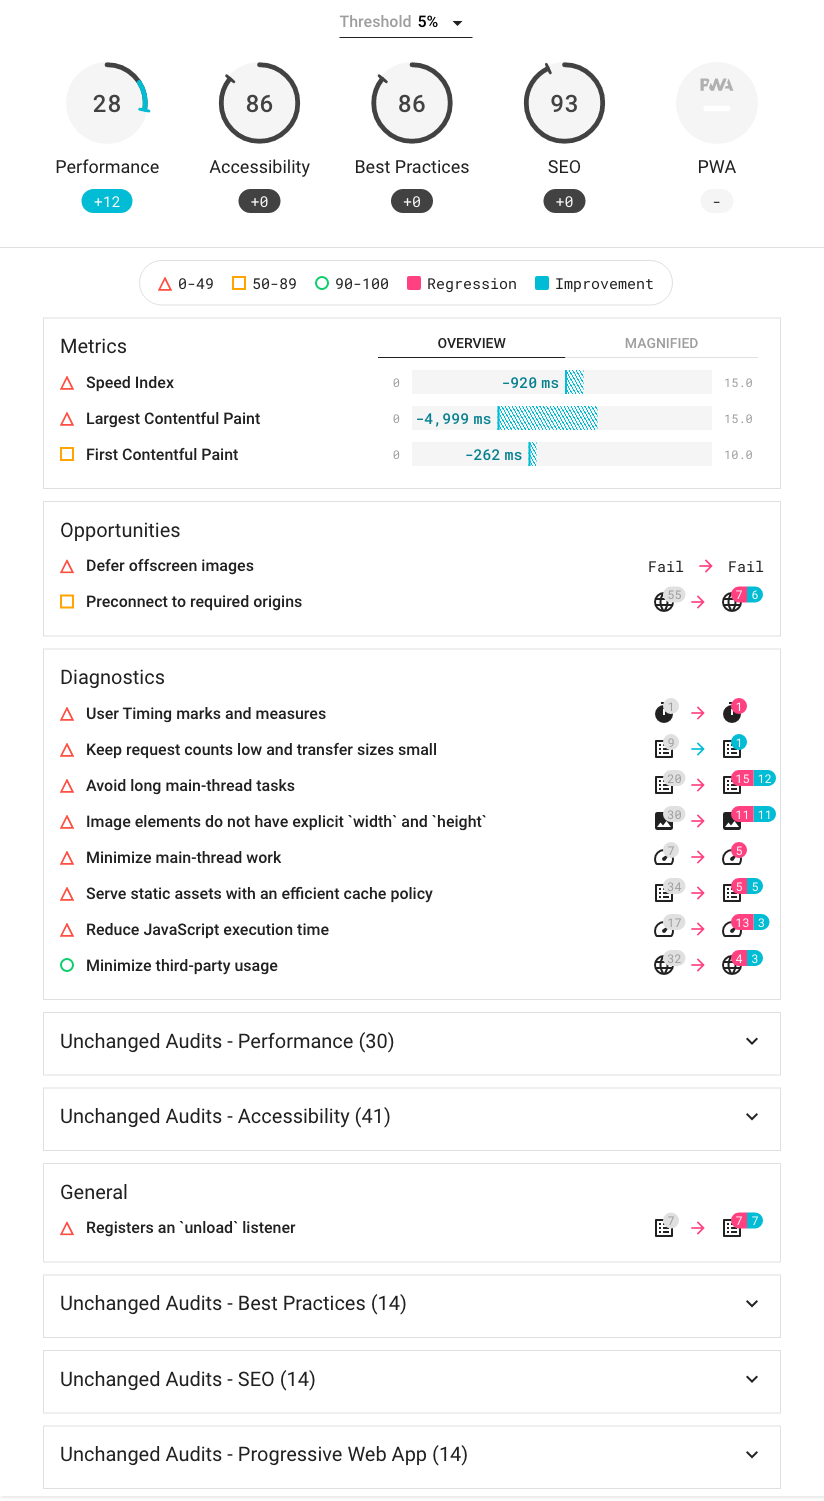 Threshold 5%
28 86 86 93 PWA
Performance Accessibility Best Practices SEO PWA
+12 +0 +0 +0 -
0-49 50-89 90-100 Regression Improvement
Metrics OVERVIEW MAGNIFIED
Speed Index 0 -920 ms 15.0
Largest Contentful Paint 0 -4,999 ms 15.0
First Contentful Paint 0 -262 ms 10.0
Opportunities
Defer offscreen images Fail → Fail
Preconnect to required origins 55 → 7 6
Diagnostics
User Timing marks and measures 1 → 1
Keep request counts low and transfer sizes small 9 → 1
Avoid long main-thread tasks 20 → 15 12
Image elements do not have explicit `width` and `height` 30 → 11 11
Minimize main-thread work 7 → 5
Serve static assets with an efficient cache policy 34 → 5 5
Reduce JavaScript execution time 17 → 13 3
Minimize third-party usage 32 → 4 3
Unchanged Audits - Performance (30)
Unchanged Audits - Accessibility (41)
General
Registers an `unload` listener 7 → 7 7
Unchanged Audits - Best Practices (14)
Unchanged Audits - SEO (14)
Unchanged Audits - Progressive Web App (14)